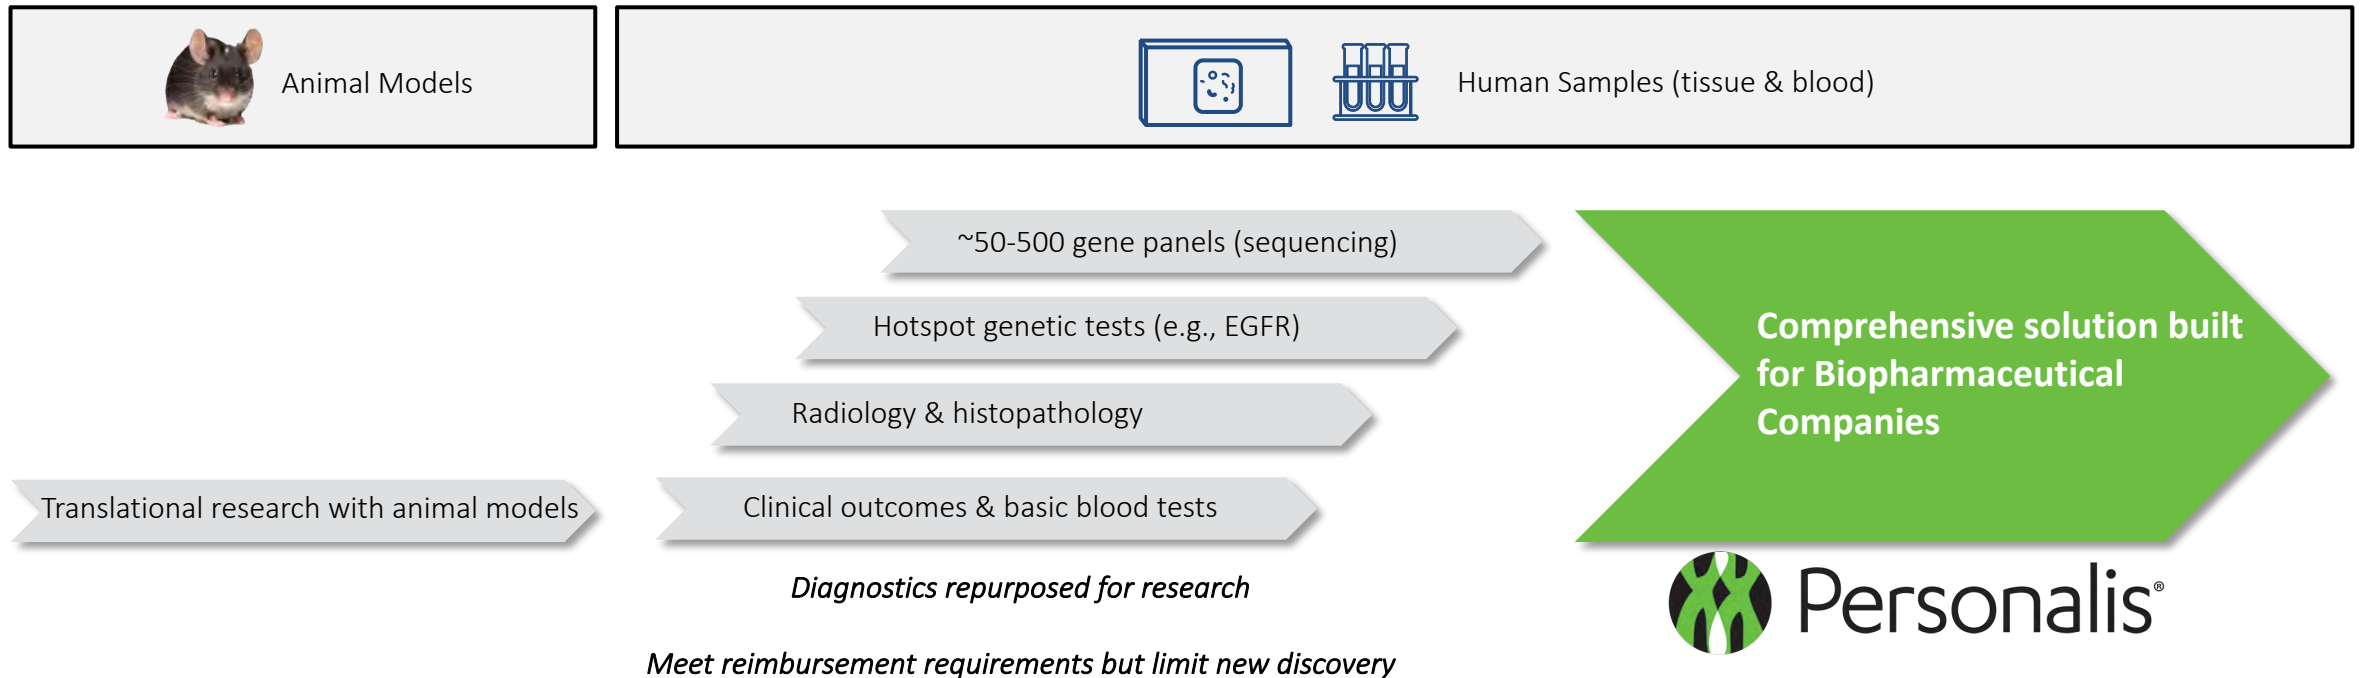 Animal Models
Human Samples (tissue & blood)
~50-500 gene panels (sequencing)
Hotspot genetic tests (e.g., EGFR)
Radiology & histopathology
Translational research with animal models
Clinical outcomes & basic blood tests
Comprehensive solution built
for Biopharmaceutical
Companies
Diagnostics repurposed for research
Meet reimbursement requirements but limit new discovery
Personalis®